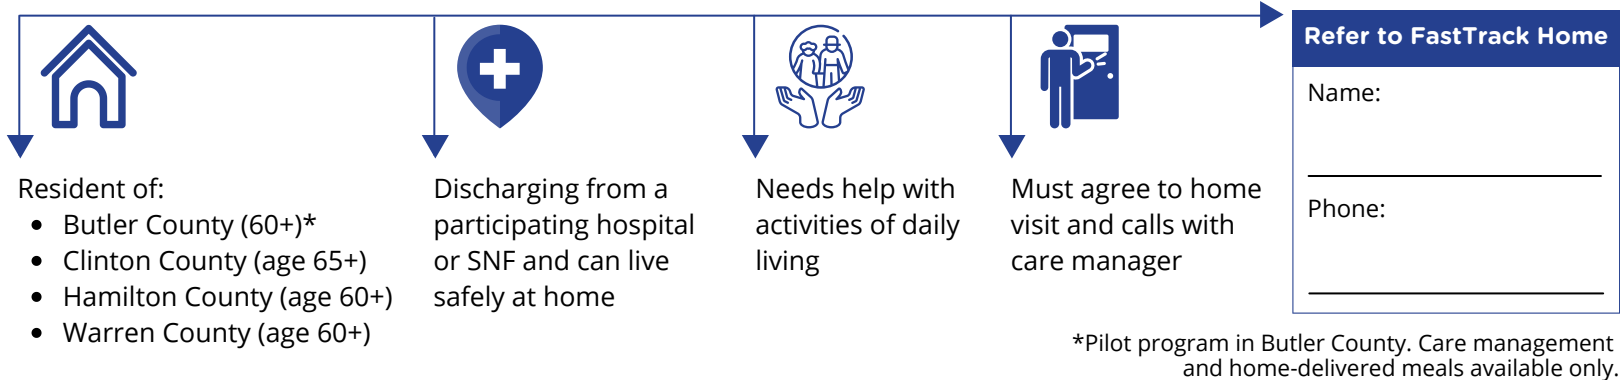 Resident of:
• Butler County (60+)*
• Clinton County (age 65+)
• Hamilton County (age 60+)
• Warren County (age 60+)
Discharging from a
participating hospital
or SNF and can live
safely at home
Needs help with
activities of daily
living
Must agree to home
visit and calls with
care manager
Refer to FastTrack Home
Name:
Phone:
*Pilot program in Butler County. Care management
and home-delivered meals available only.